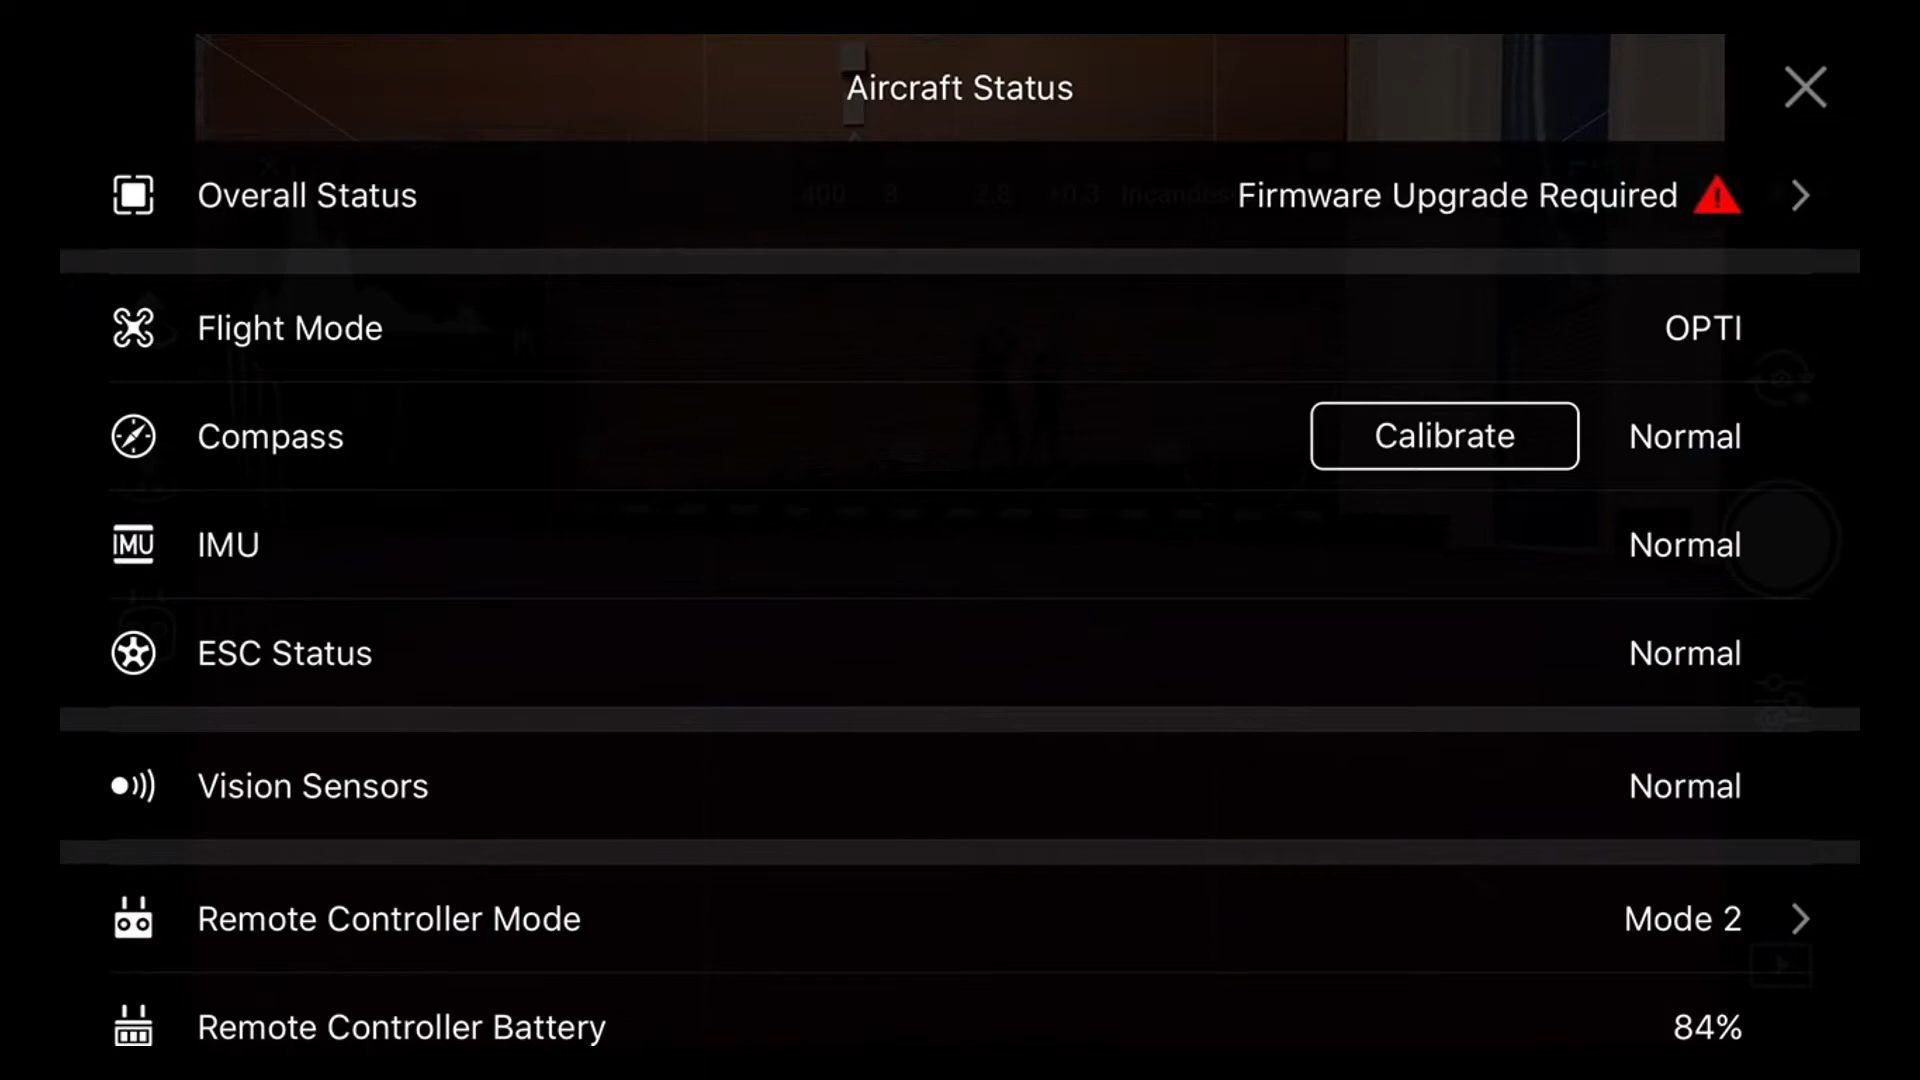 Aircraft Status
Overall Status Firmware Upgrade Required
Flight Mode OPTI
Compass Calibrate Normal
IMU IMU Normal
ESC Status Normal
Vision Sensors Normal
Remote Controller Mode Mode 2
Remote Controller Battery 84%